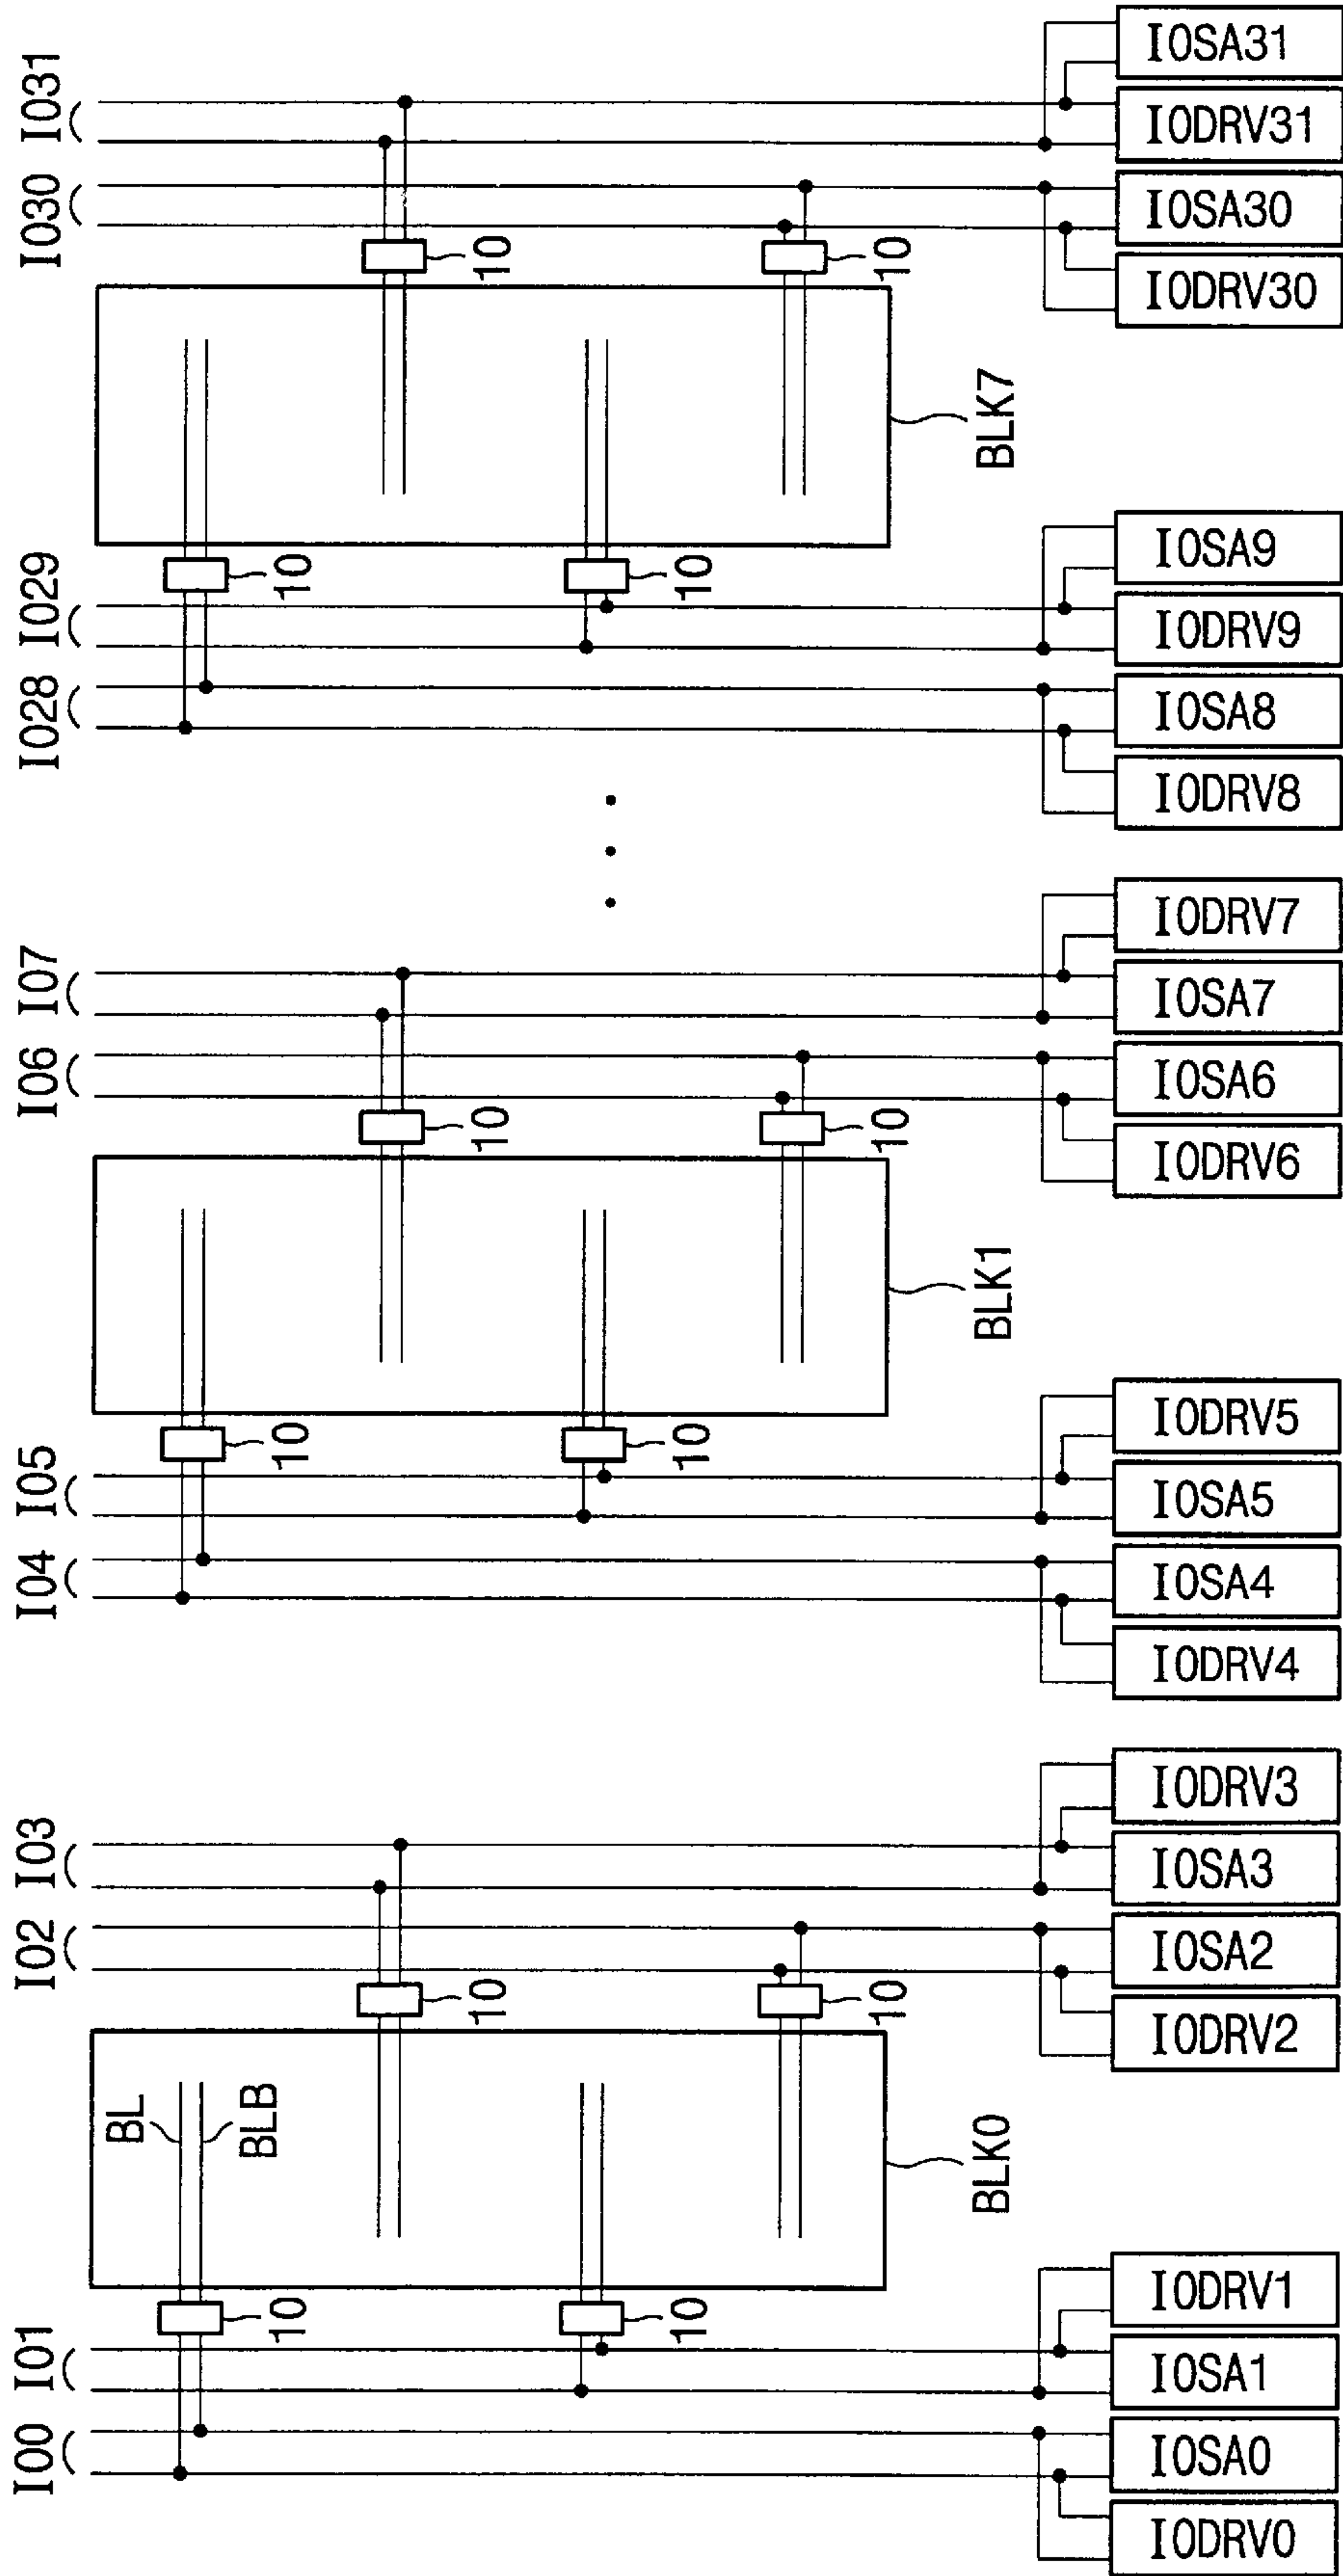 IO0
IO1
IO2
IO3
IO4
IO5
IO6
IO7
IO28
IO29
IO30
IO31
BL
BLB
10
10
10
10
10
10
10
10
10
10
10
10
BLK0
BLK1
BLK7
IODRV0
IOSA0
IOSA1
IODRV1
IODRV2
IOSA2
IOSA3
IODRV3
IODRV4
IOSA4
IOSA5
IODRV5
IODRV6
IOSA6
IOSA7
IODRV7
IODRV8
IOSA8
IODRV9
IOSA9
IODRV30
IOSA30
IODRV31
IOSA31